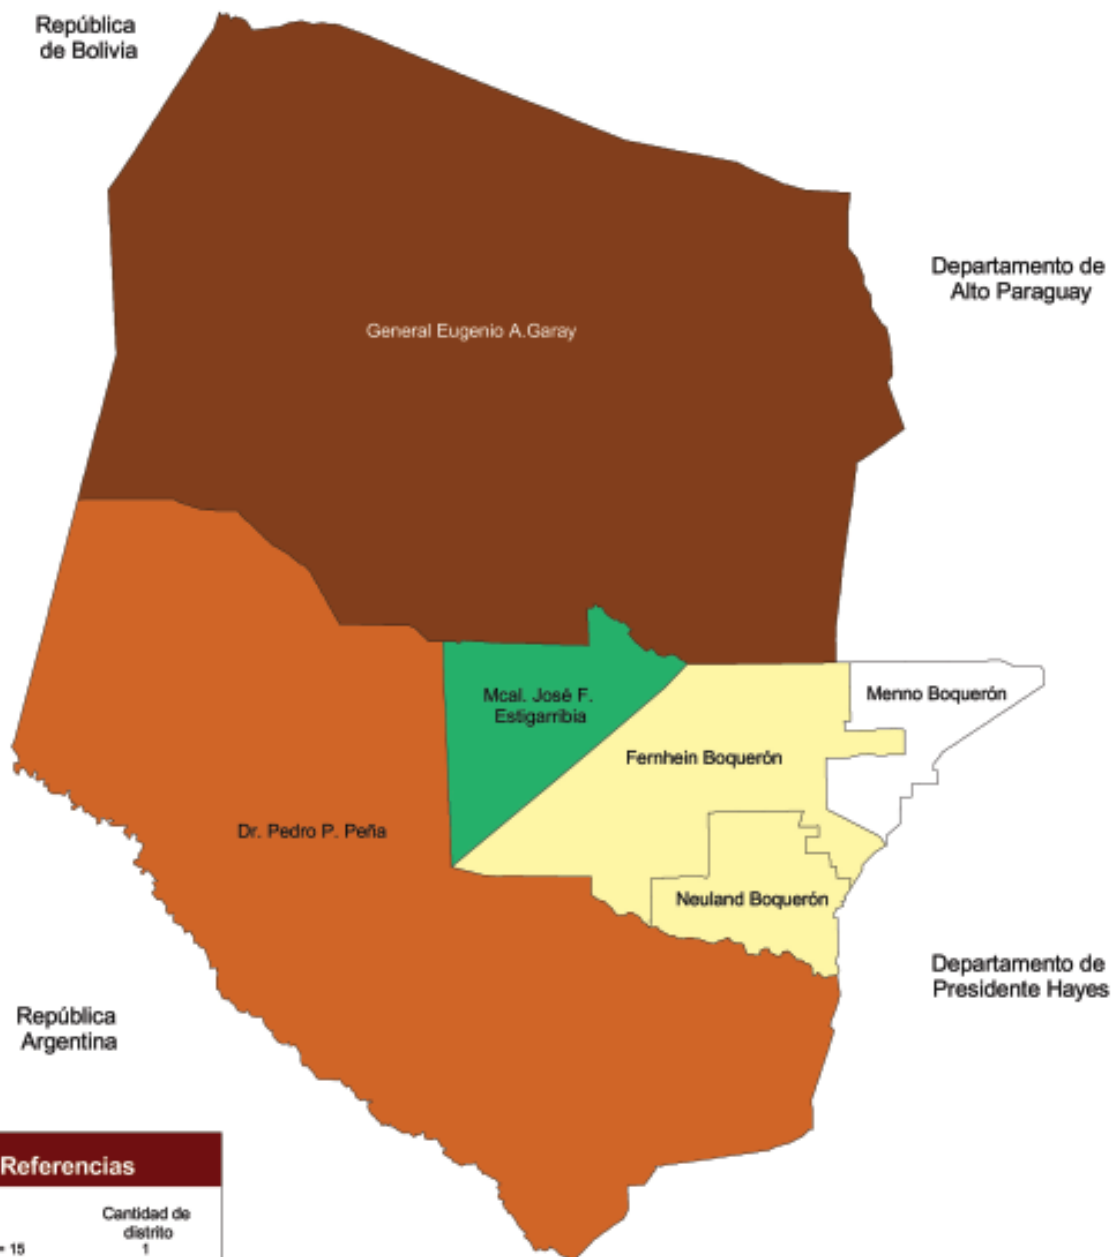 República
de Bolivia
Departamento de
Alto Paraguay
General Eugenio A.Garay
Mcal. José F.
Estigarribia
Menno Boquerón
Fernhein Boquerón
Dr. Pedro P. Peña
Neuland Boquerón
Departamento de
Presidente Hayes
República
Argentina
Referencias
Cantidad de
distrito
15 1